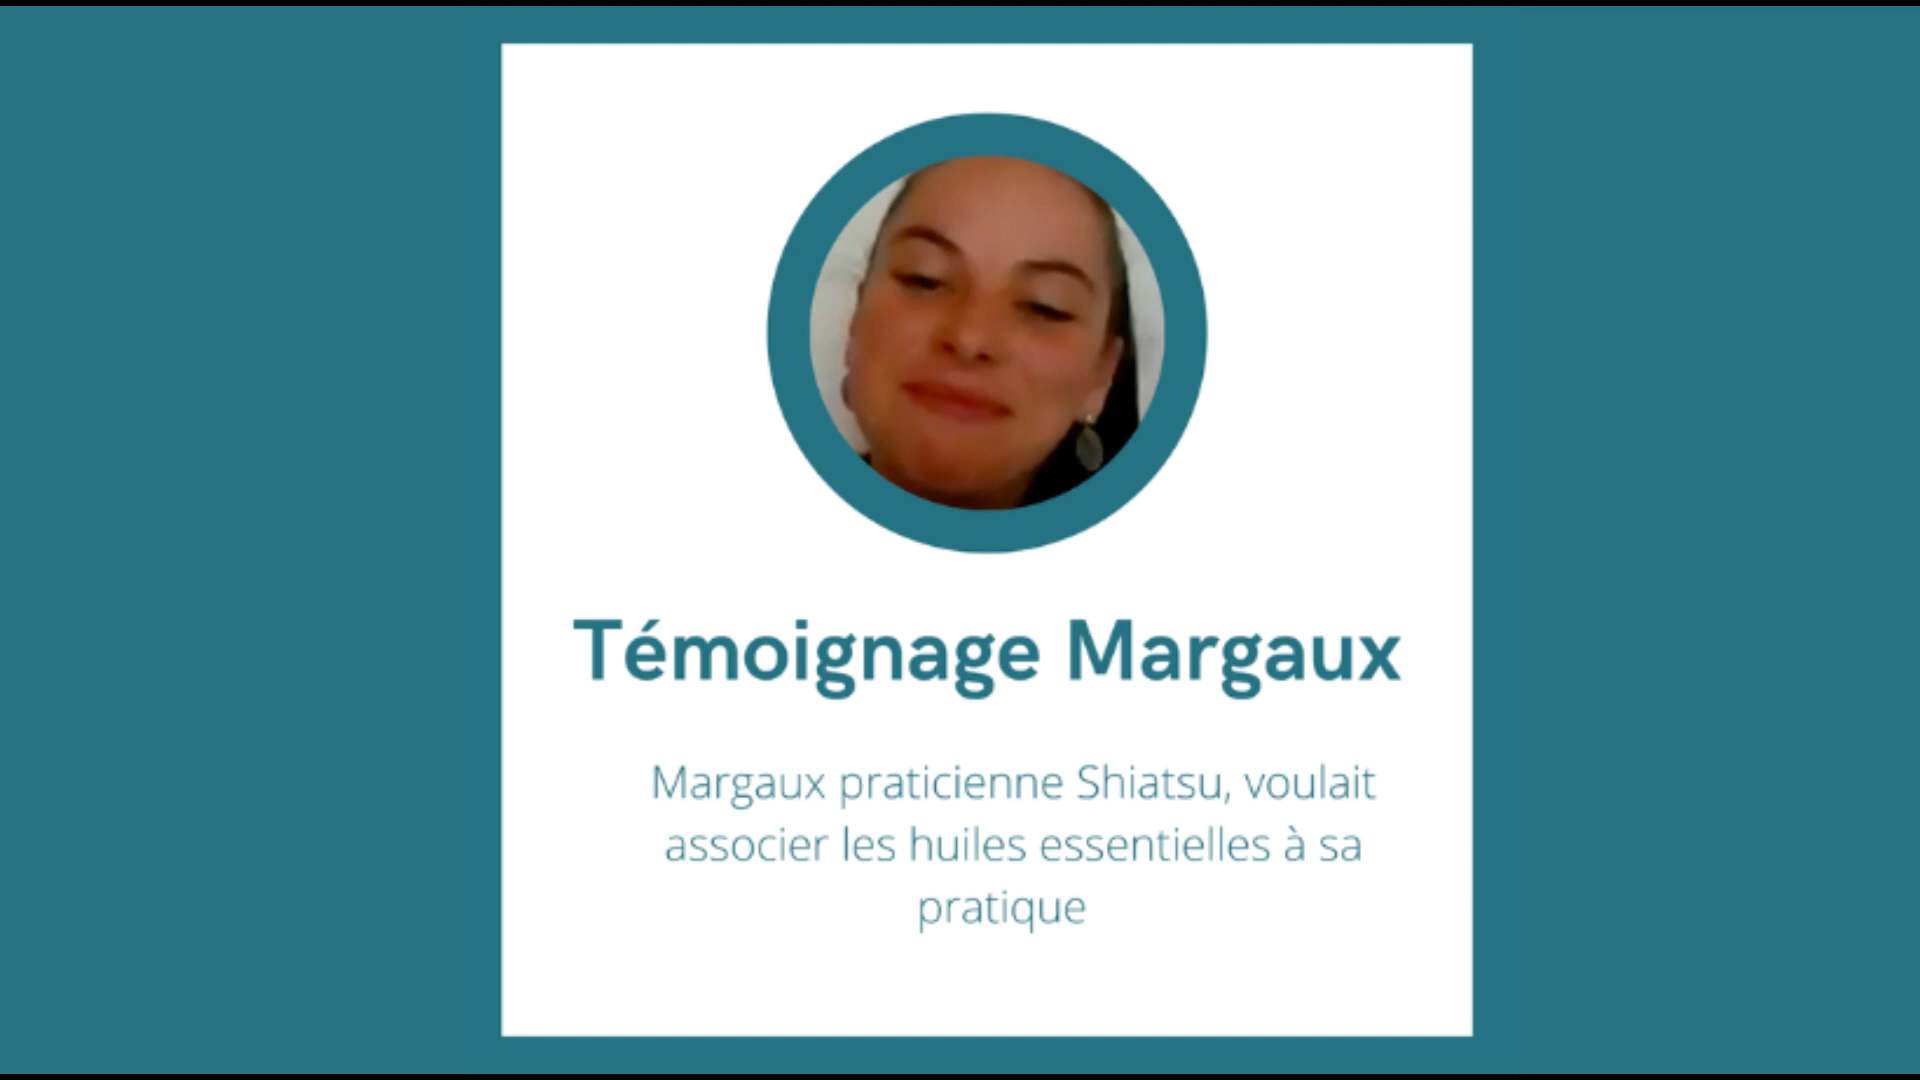 Témoignage Margaux
Margaux praticienne Shiatsu, voulait
associer les huiles essentielles à sa
pratique